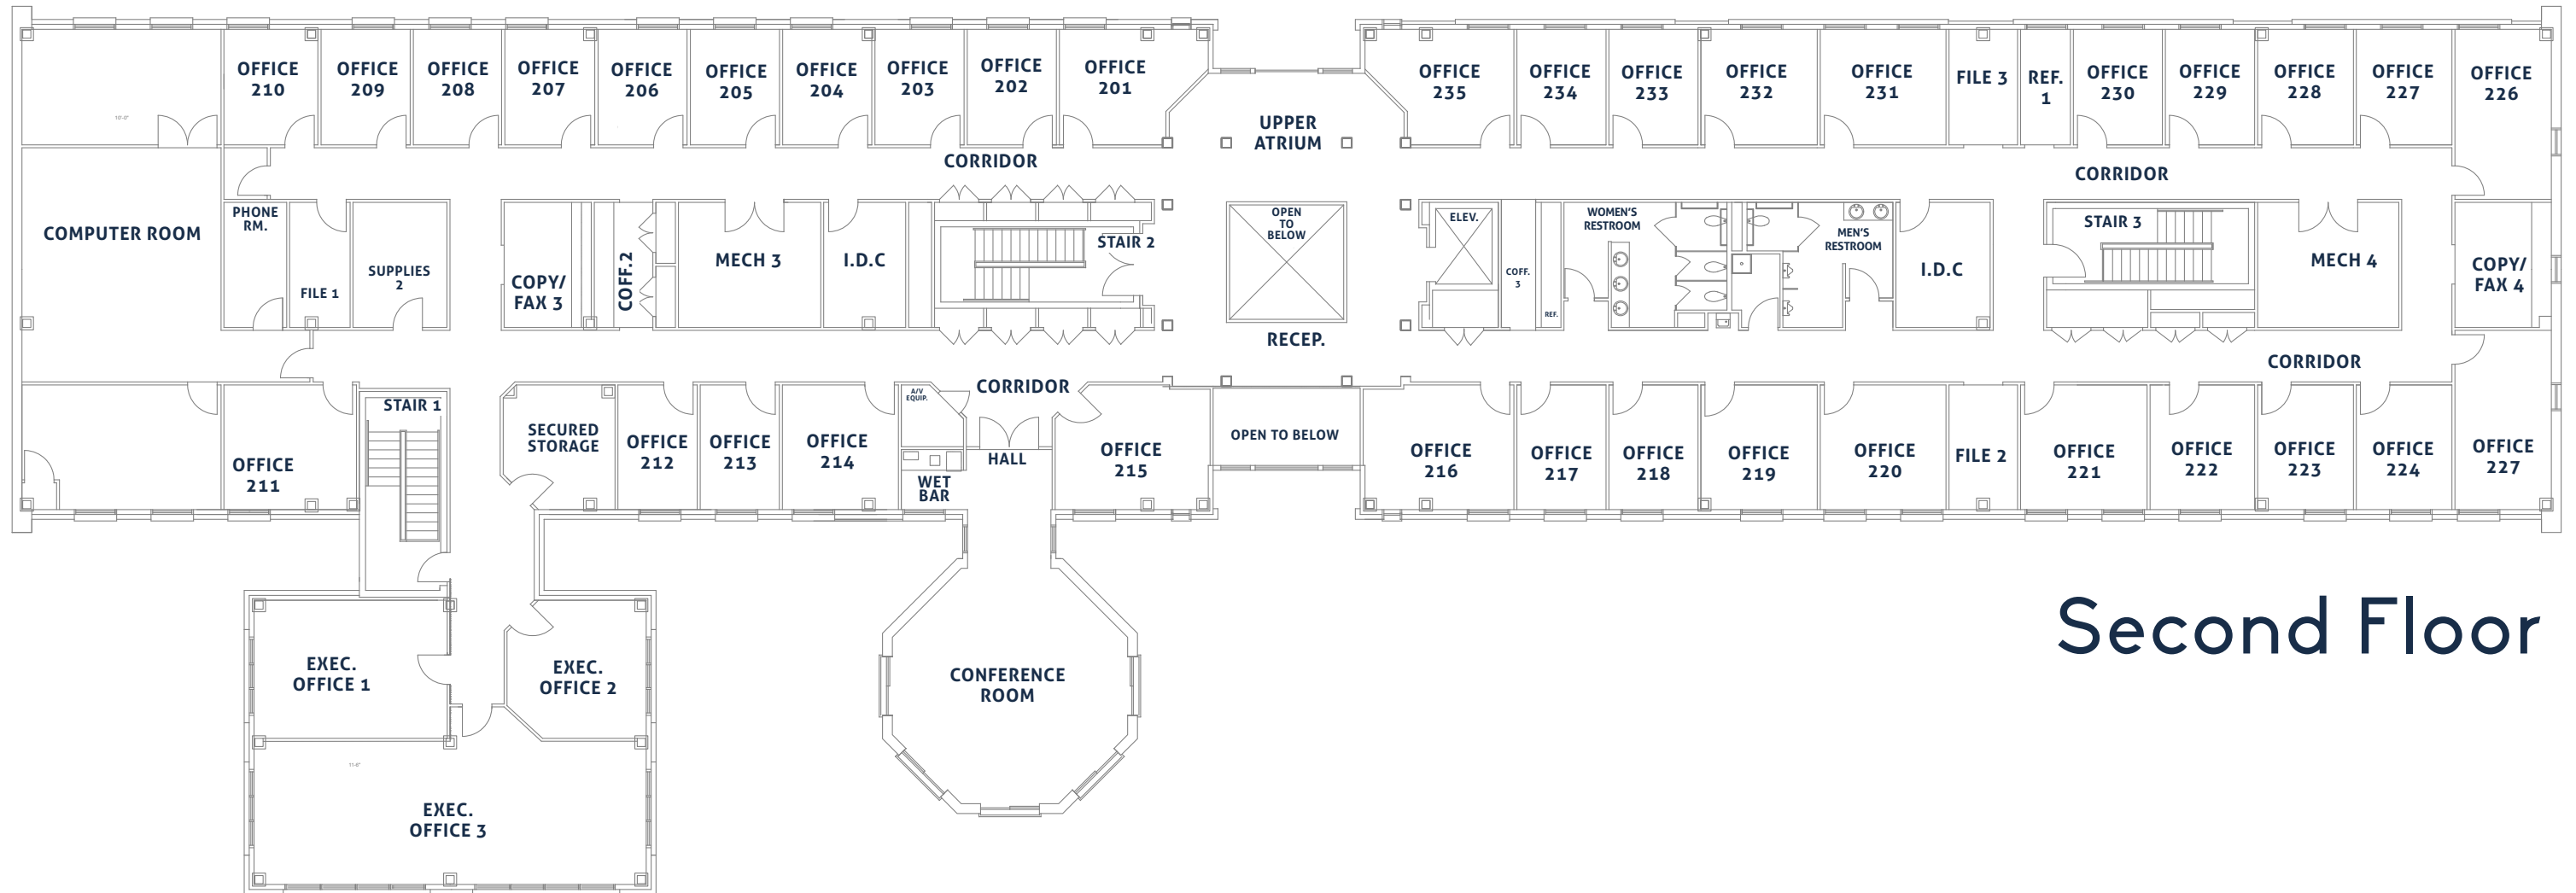 OFFICE
210
OFFICE
209
OFFICE
208
OFFICE
207
OFFICE
206
OFFICE
205
OFFICE
204
OFFICE
203
OFFICE
202
OFFICE
201
OFFICE
235
OFFICE
234
OFFICE
233
OFFICE
232
OFFICE
231
FILE 3
REF.
1
OFFICE
230
OFFICE
229
OFFICE
228
OFFICE
227
OFFICE
226
10'-0"
UPPER
ATRIUM
CORRIDOR
CORRIDOR
COMPUTER ROOM
PHONE
RM.
FILE 1
SUPPLIES
2
COPY/
FAX 3
COFF.2
MECH 3
I.D.C
STAIR 2
OPEN
TO
BELOW
ELEV.
COFF.
3
REF.
WOMEN'S
RESTROOM
MEN'S
RESTROOM
I.D.C
STAIR 3
MECH 4
COPY/
FAX 4
RECEP.
CORRIDOR
CORRIDOR
OFFICE
211
STAIR 1
SECURED
STORAGE
OFFICE
212
OFFICE
213
OFFICE
214
A/V
EQUIP.
WET
BAR
HALL
OFFICE
215
OPEN TO BELOW
OFFICE
216
OFFICE
217
OFFICE
218
OFFICE
219
OFFICE
220
FILE 2
OFFICE
221
OFFICE
222
OFFICE
223
OFFICE
224
OFFICE
227
Second Floor
EXEC.
OFFICE 1
EXEC.
OFFICE 2
CONFERENCE
ROOM
11'-6"
EXEC.
OFFICE 3